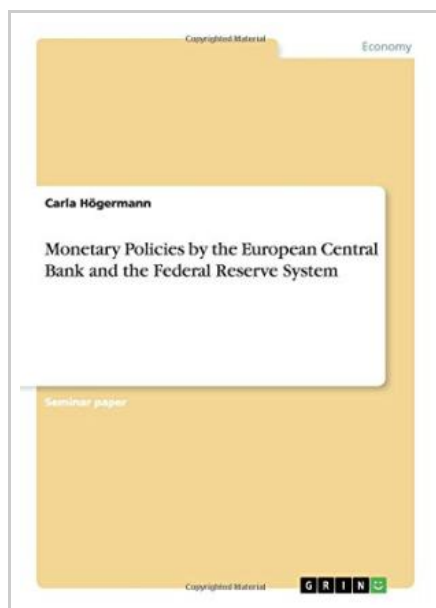 Copyrighted Material
Economy
Carla Högermann
Monetary Policies by the European Central
Bank and the Federal Reserve System
Seminar paper
Copyrighted Material
GRIN